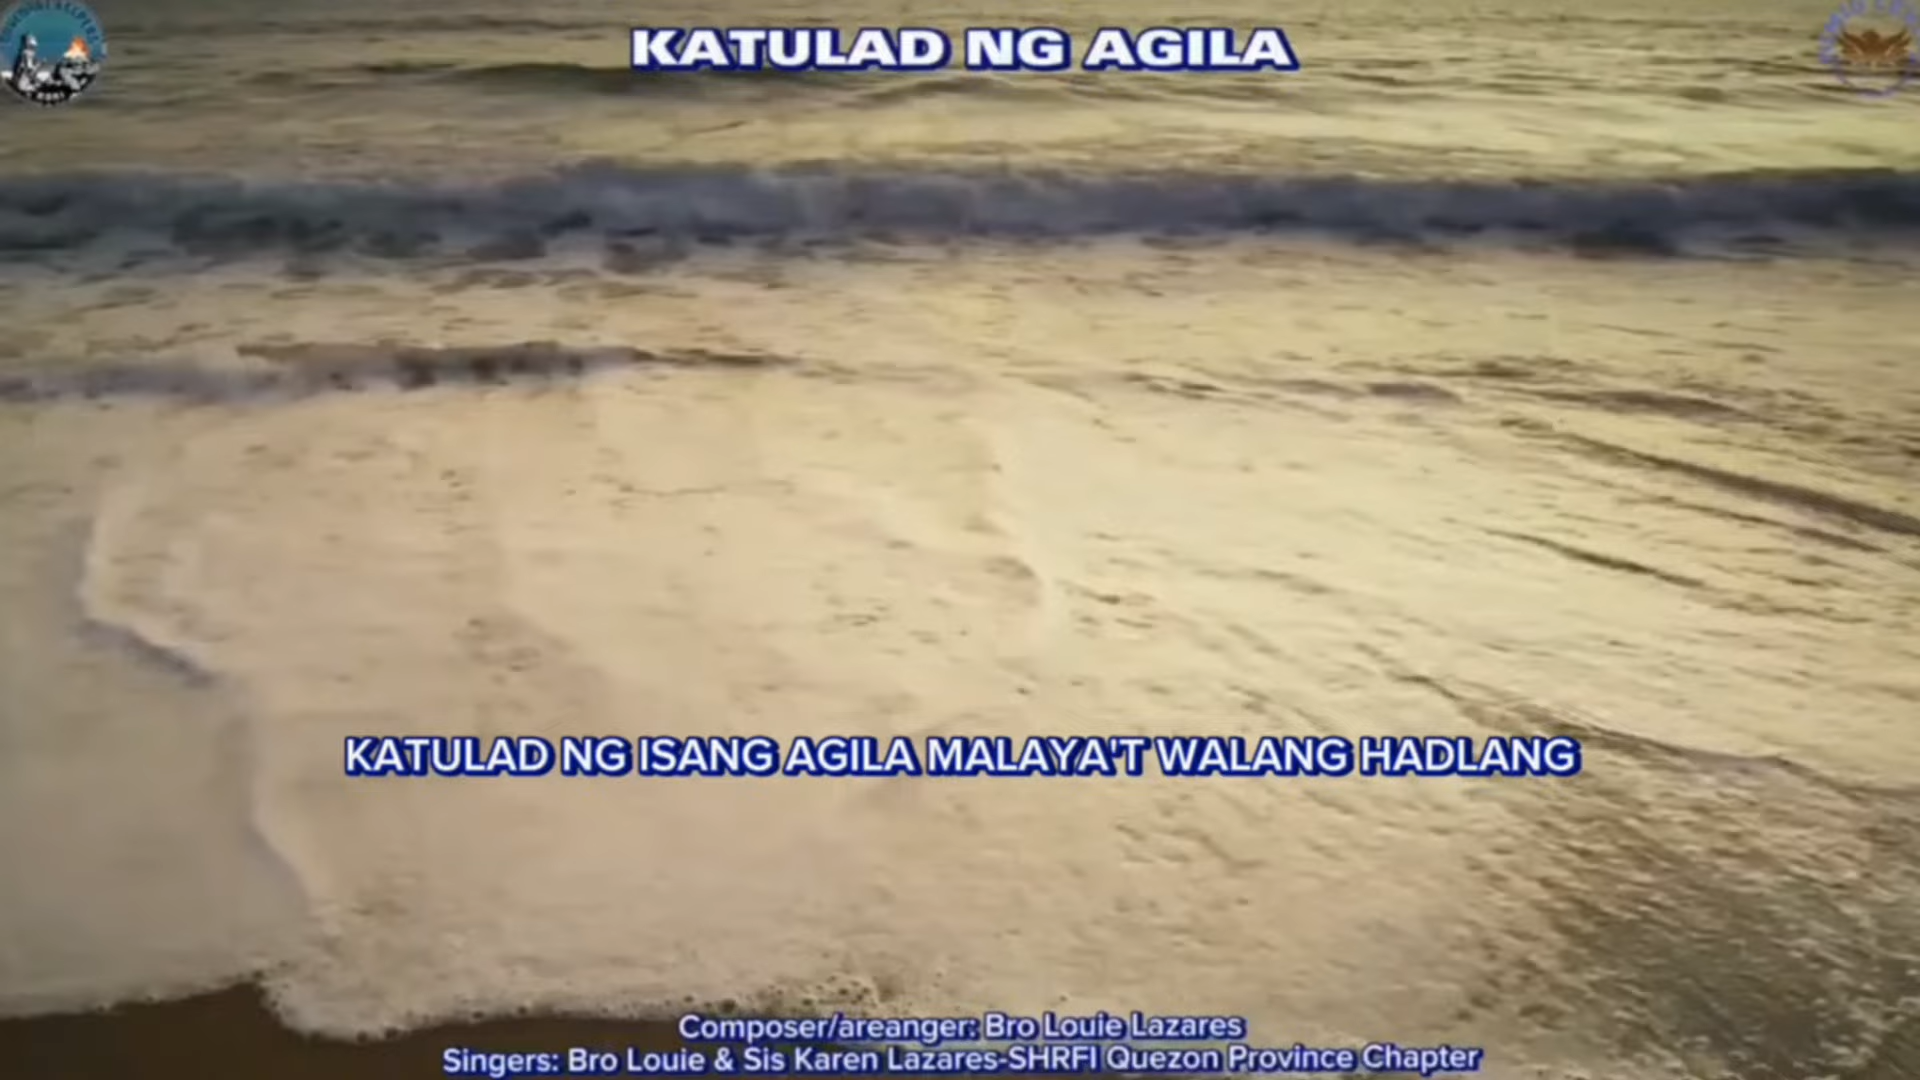 KATULAD NG AGILA
KATULAD NG ISANG AGILA MALAYA'T WALANG HADLANG
Composer/areanger: Bro Louie Lazares
Singers: Bro Louie & Sis Karen Lazares-SHRFI Quezon Province Chapter